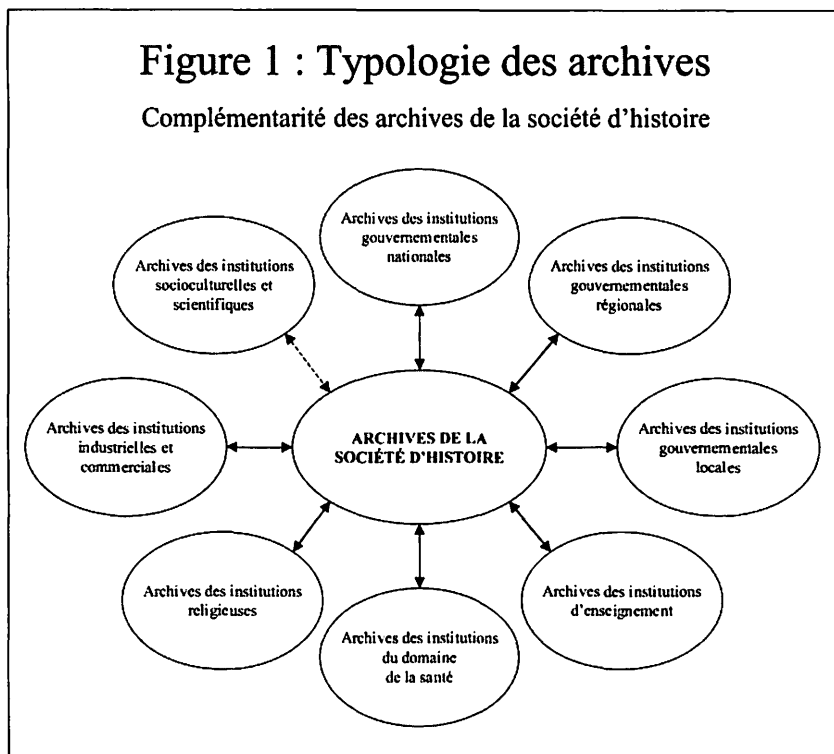 Figure 1 : Typologie des archives
Complémentarité des archives de la société d'histoire
Archives des institutions
gouvernementales
nationales
Archives des institutions
socioculturelles et
scientifiques
Archives des institutions
gouvernementales
régionales
Archives des institutions
industrielles et
commerciales
ARCHIVES DE LA
SOCIÉTÉ D'HISTOIRE
Archives des institutions
gouvernementales
locales
Archives des institutions
religieuses
Archives des institutions
d'enseignement
Archives des institutions
du domaine
de la santé